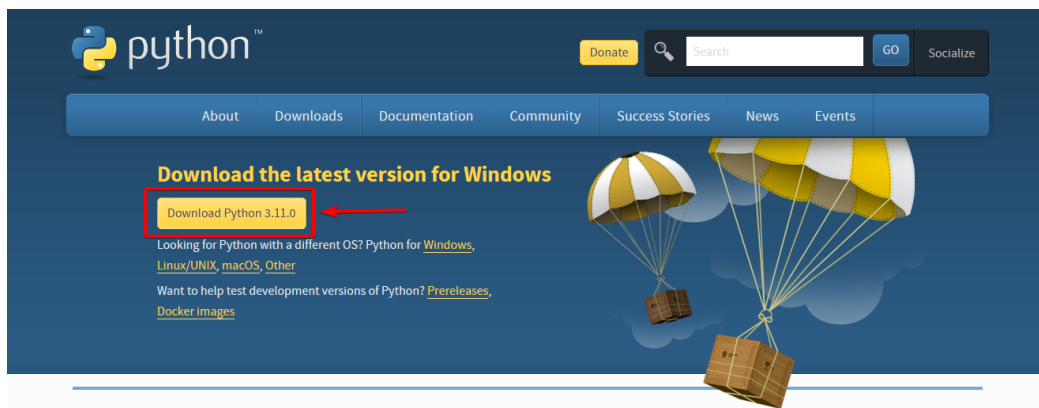 python™
Donate
Search
GO
Socialize
About Downloads Documentation Community Success Stories News Events
Download the latest version for Windows
Download Python 3.11.0
Looking for Python with a different OS? Python for Windows,
Linux/UNIX, macOS, Other
Want to help test development versions of Python? Prereleases,
Docker images